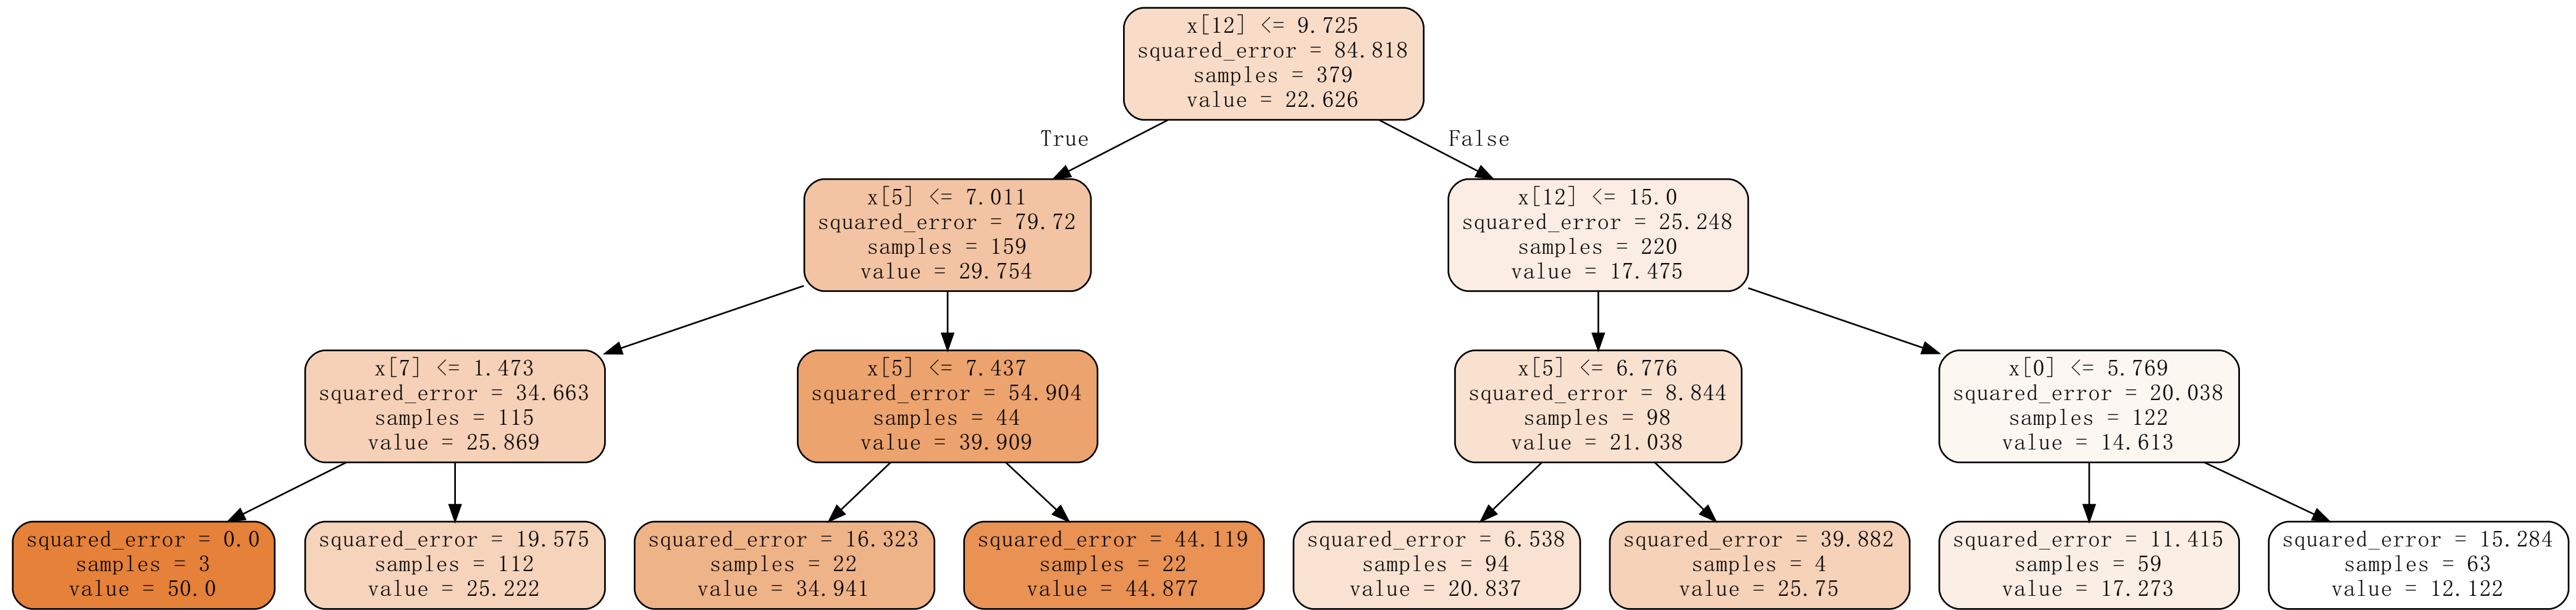 x[12] <= 9.725
squared_error = 84.818
samples = 379
value = 22.626
True
False
x[5] <= 7.011
squared_error = 79.72
samples = 159
value = 29.754
x[12] <= 15.0
squared_error = 25.248
samples = 220
value = 17.475
x[7] <= 1.473
squared_error = 34.663
samples = 115
value = 25.869
x[5] <= 7.437
squared_error = 54.904
samples = 44
value = 39.909
x[5] <= 6.776
squared_error = 8.844
samples = 98
value = 21.038
x[0] <= 5.769
squared_error = 20.038
samples = 122
value = 14.613
squared_error = 0.0
samples = 3
value = 50.0
squared_error = 19.575
samples = 112
value = 25.222
squared_error = 16.323
samples = 22
value = 34.941
squared_error = 44.119
samples = 22
value = 44.877
squared_error = 6.538
samples = 94
value = 20.837
squared_error = 39.882
samples = 4
value = 25.75
squared_error = 11.415
samples = 59
value = 17.273
squared_error = 15.284
samples = 63
value = 12.122